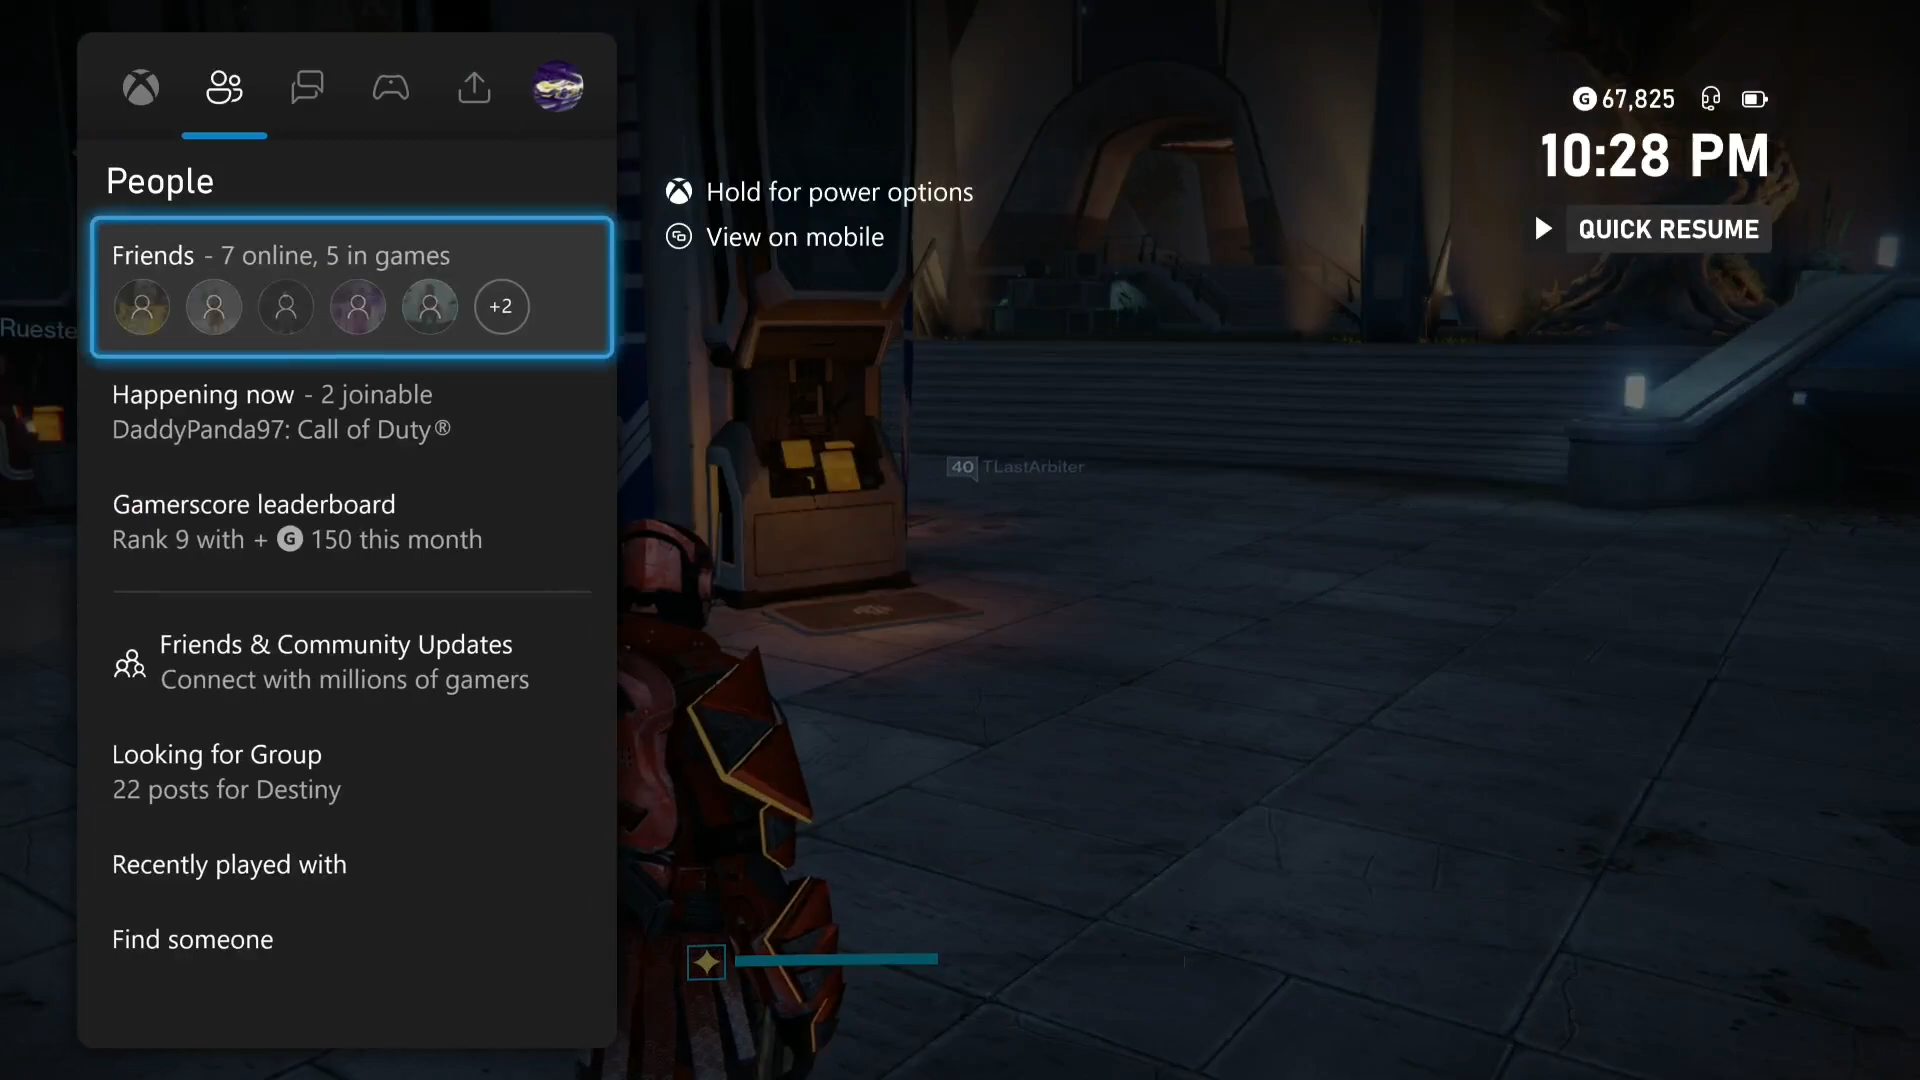 G 67,825
10:28 PM
QUICK RESUME
People
Hold for power options
View on mobile
Friends - 7 online, 5 in games
+2
Rueste
Happening now - 2 joinable
DaddyPanda97: Call of Duty®
40 TLastArbiter
Gamerscore leaderboard
Rank 9 with + G 150 this month
Friends & Community Updates
Connect with millions of gamers
Looking for Group
22 posts for Destiny
Recently played with
Find someone